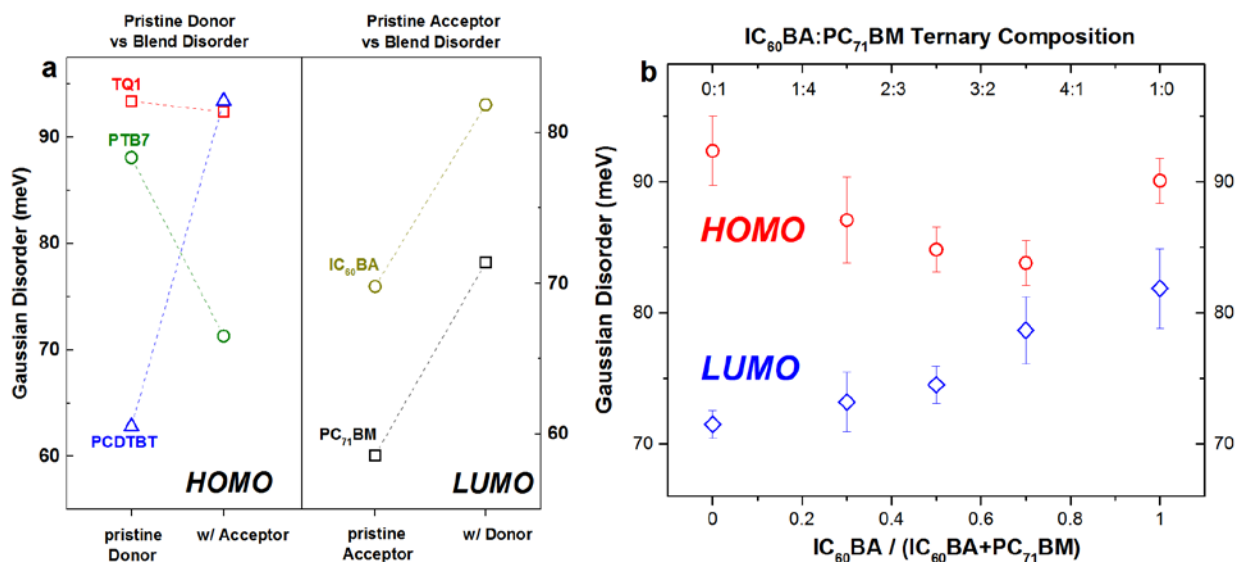 Pristine Donor
vs Blend Disorder
Pristine Acceptor
vs Blend Disorder
a
TQ1
PTB7
PCDTBT
IC60BA
PC71BM
HOMO
LUMO
Gaussian Disorder (meV)
90
80
70
60
80
70
60
pristine
Donor
w/ Acceptor
pristine
Acceptor
w/ Donor
IC60BA:PC71BM Ternary Composition
b
0:1 1:4 2:3 3:2 4:1 1:0
HOMO
LUMO
Gaussian Disorder (meV)
90
80
70
90
80
70
0 0.2 0.4 0.6 0.8 1
IC60BA / (IC60BA+PC71BM)